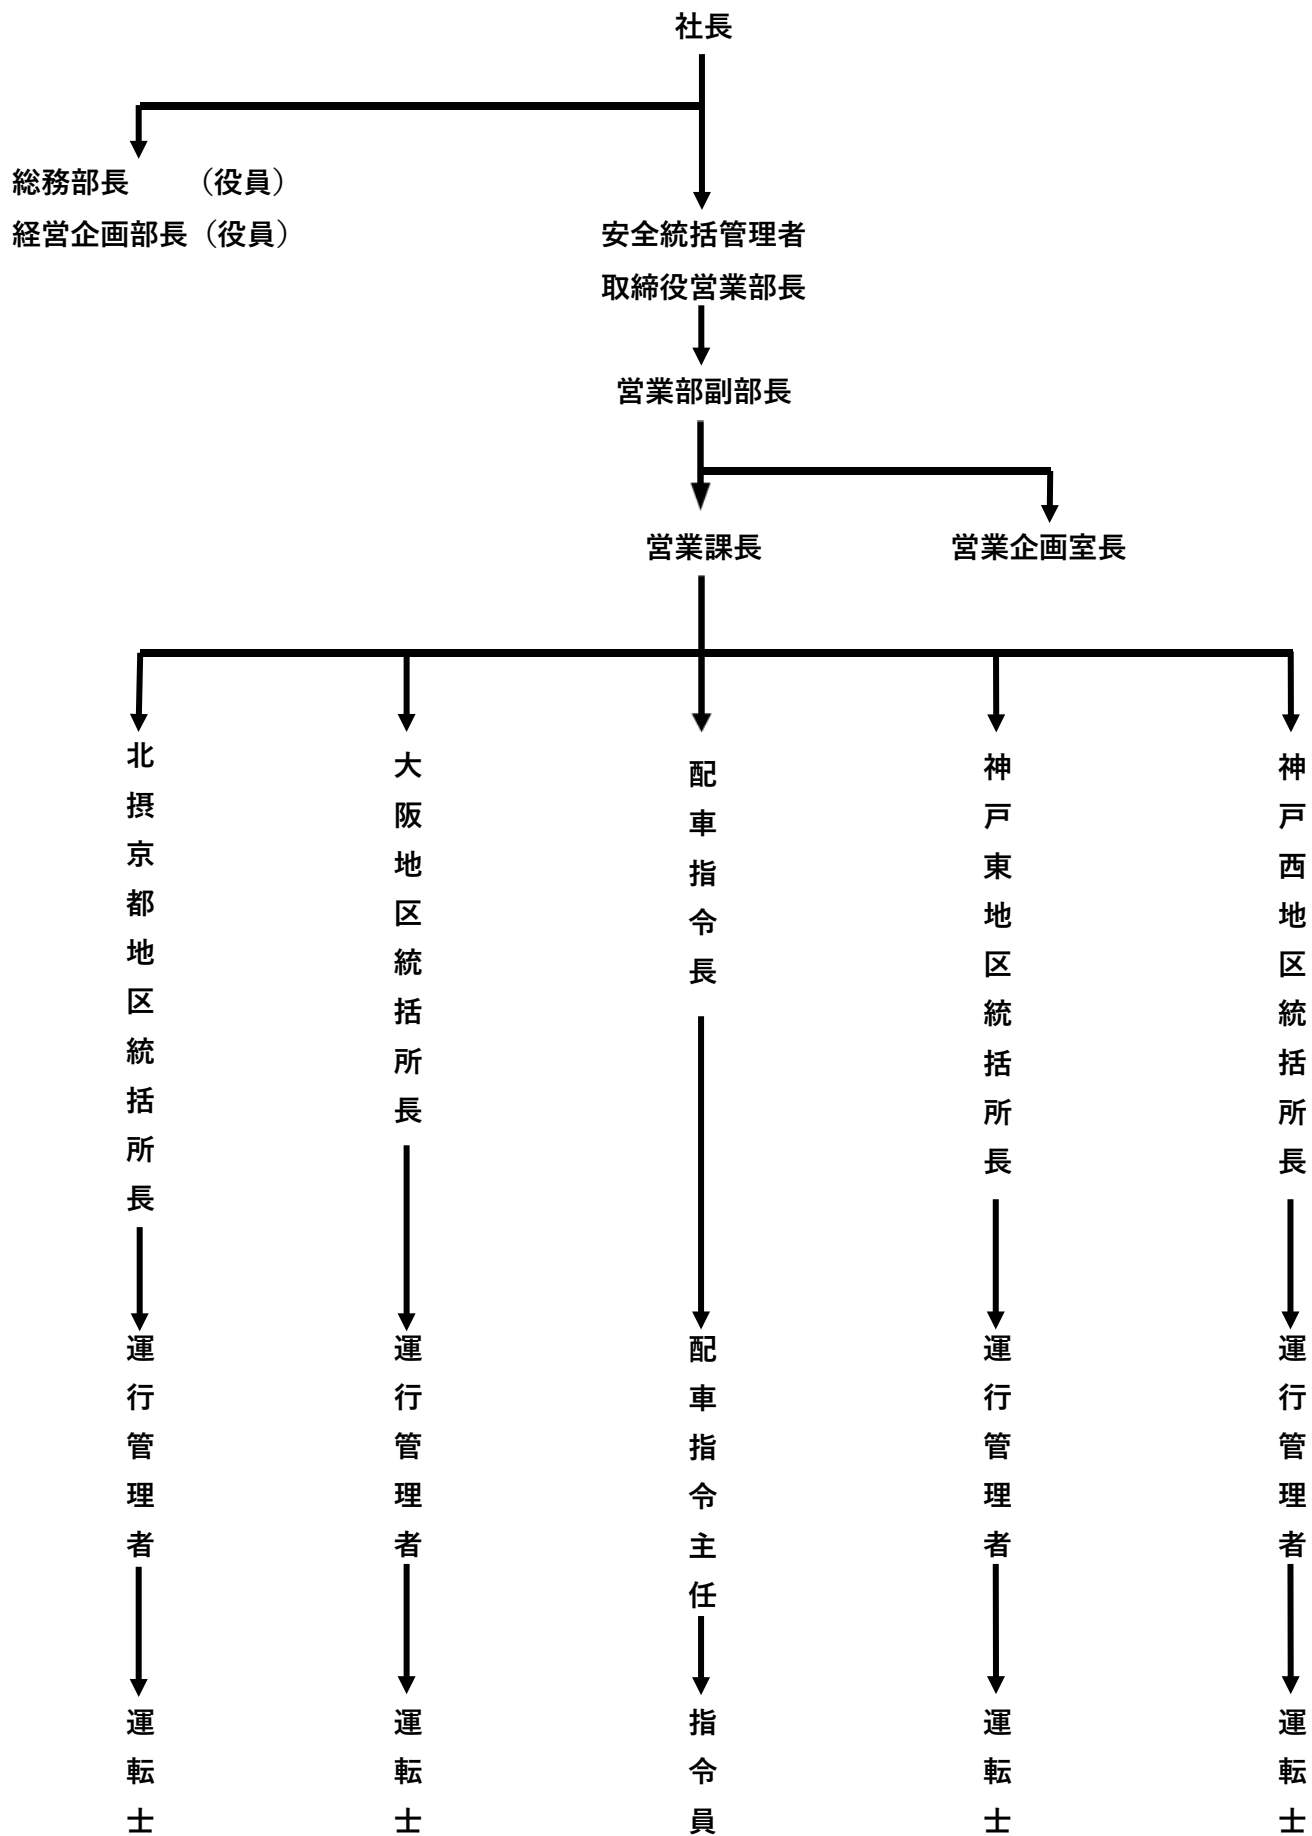 社長
総務部長　　（役員）
経営企画部長（役員）
安全統括管理者
取締役営業部長
営業部副部長
営業課長
営業企画室長
北摂京都地区統括所長
大阪地区統括所長
配車指令長
神戸東地区統括所長
神戸西地区統括所長
運行管理者
運行管理者
配車指令主任
運行管理者
運行管理者
運転士
運転士
指令員
運転士
運転士